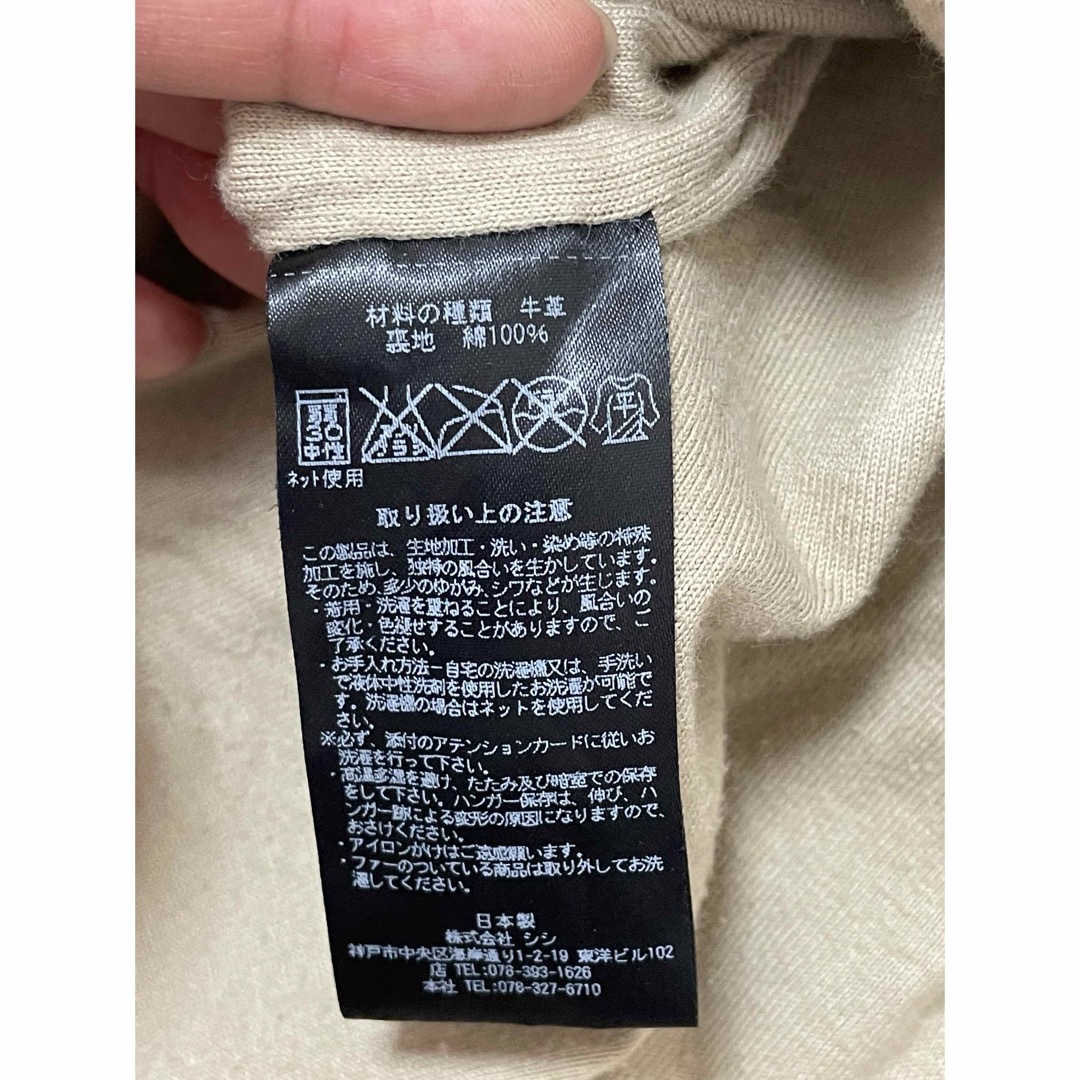 材料の種類 牛革
裏地 綿100%
弱
30
中性
エンソ
サラシ
平
ネット使用
取り扱い上の注意
この製品は、生地加工・洗い・染め等の特殊
加工を施し、独特の風合いを生かしています。
そのため、多少のゆがみ、シワなどが生じます。
・着用・洗濯を重ねることにより、風合いの
変化・色褪せすることがありますので、ご
了承ください。
・お手入れ方法−自宅の洗濯機又は、手洗い
で液体中性洗剤を使用したお洗濯が可能で
す。洗濯機の場合はネットを使用してくだ
さい。
※必ず、添付のアテンションカードに従いお
洗濯を行って下さい。
・高温多湿を避け、たたみ及び暗室での保存
をして下さい。ハンガー保存は、伸び、ハ
ンガー跡による変形の原因になりますので、
おさけください。
・アイロンがけはご遠慮願います。
・ファーのついている商品は取り外してお洗
濯してください。
日本製
株式会社 シシ
神戸市中央区海岸通り1-2-19 東洋ビル102
店 TEL:078-393-1626
本社 TEL:078-327-6710